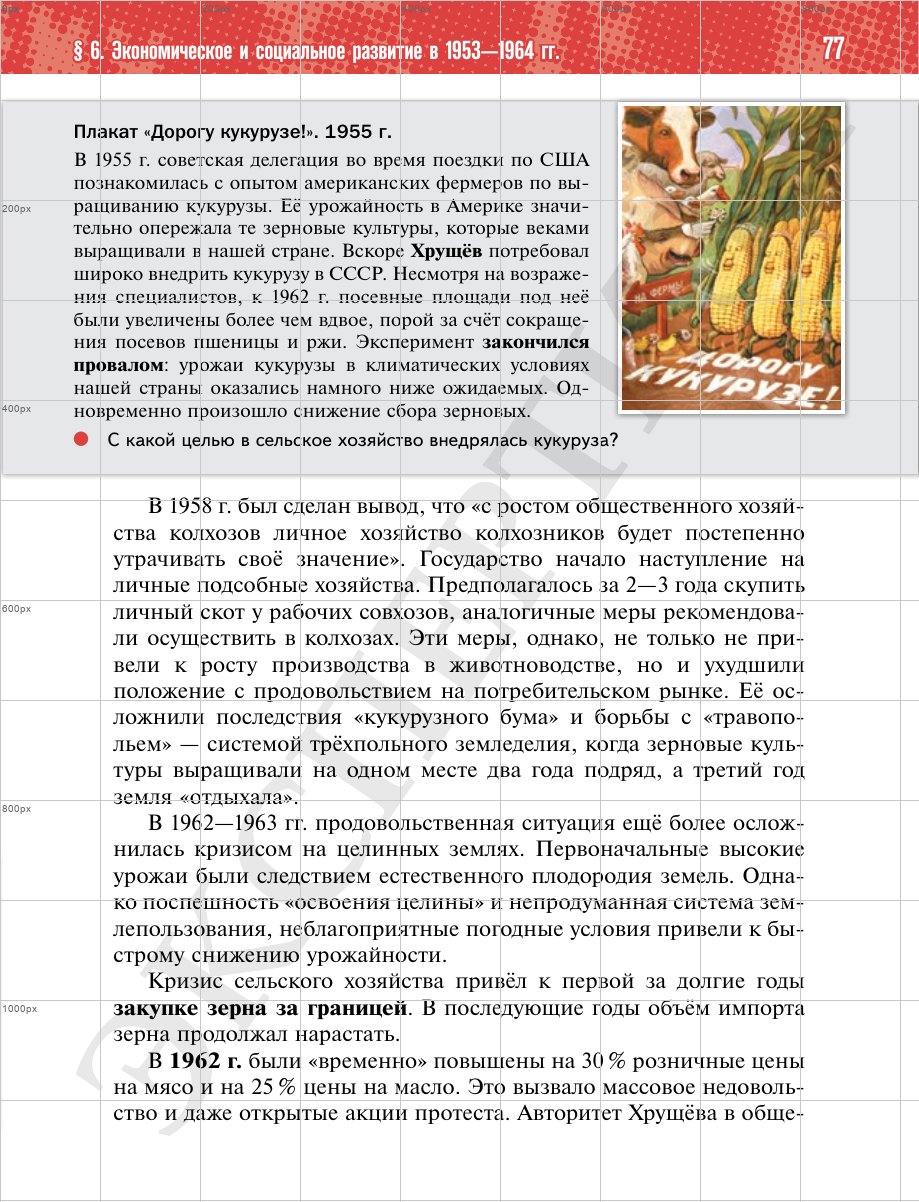 § 6. Экономическое и социальное развитие в 1953—1964 гг.
77
Плакат «Дорогу кукурузе!». 1955 г.
В 1955 г. советская делегация во время поездки по США
познакомилась с опытом американских фермеров по вы-
ращиванию кукурузы. Её урожайность в Америке значи-
тельно опережала те зерновые культуры, которые веками
выращивали в нашей стране. Вскоре Хрущёв потребовал
широко внедрить кукурузу в СССР. Несмотря на возраже-
ния специалистов, к 1962 г. посевные площади под неё
были увеличены более чем вдвое, порой за счёт сокраще-
ния посевов пшеницы и ржи. Эксперимент закончился
провалом: урожаи кукурузы в климатических условиях
нашей страны оказались намного ниже ожидаемых. Од-
новременно произошло снижение сбора зерновых.
НА ФЕРМЫ
ДОРОГУ
КУКУРУЗЕ!
С какой целью в сельское хозяйство внедрялась кукуруза?
В 1958 г. был сделан вывод, что «с ростом общественного хозяй-
ства колхозов личное хозяйство колхозников будет постепенно
утрачивать своё значение». Государство начало наступление на
личные подсобные хозяйства. Предполагалось за 2—3 года скупить
личный скот у рабочих совхозов, аналогичные меры рекомендова-
ли осуществить в колхозах. Эти меры, однако, не только не при-
вели к росту производства в животноводстве, но и ухудшили
положение с продовольствием на потребительском рынке. Её ос-
ложнили последствия «кукурузного бума» и борьбы с «травопо-
льем» — системой трёхпольного земледелия, когда зерновые куль-
туры выращивали на одном месте два года подряд, а третий год
земля «отдыхала».
В 1962—1963 гг. продовольственная ситуация ещё более ослож-
нилась кризисом на целинных землях. Первоначальные высокие
урожаи были следствием естественного плодородия земель. Одна-
ко поспешность «освоения целины» и непродуманная система зем-
лепользования, неблагоприятные погодные условия привели к бы-
строму снижению урожайности.
Кризис сельского хозяйства привёл к первой за долгие годы
закупке зерна за границей. В последующие годы объём импорта
зерна продолжал нарастать.
В 1962 г. были «временно» повышены на 30 % розничные цены
на мясо и на 25 % цены на масло. Это вызвало массовое недоволь-
ство и даже открытые акции протеста. Авторитет Хрущёва в обще-
200px
400px
600px
800px
1000px